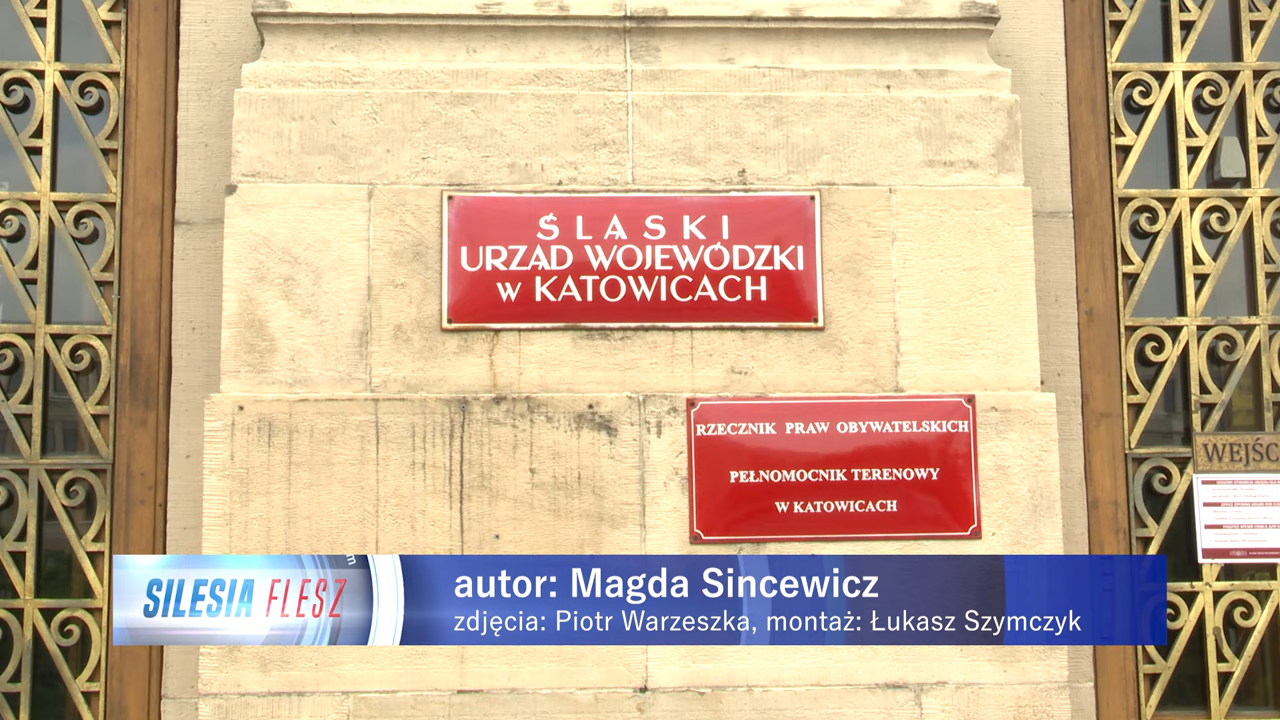 ŚLĄSKI
URZĄD WOJEWÓDZKI
W KATOWICACH
RZECZNIK PRAW OBYWATELSKICH
PEŁNOMOCNIK TERENOWY
W KATOWICACH
WEJŚC
SILESIA FLESZ
autor: Magda Sincewicz
zdjęcia: Piotr Warzeszka, montaż: Łukasz Szymczyk